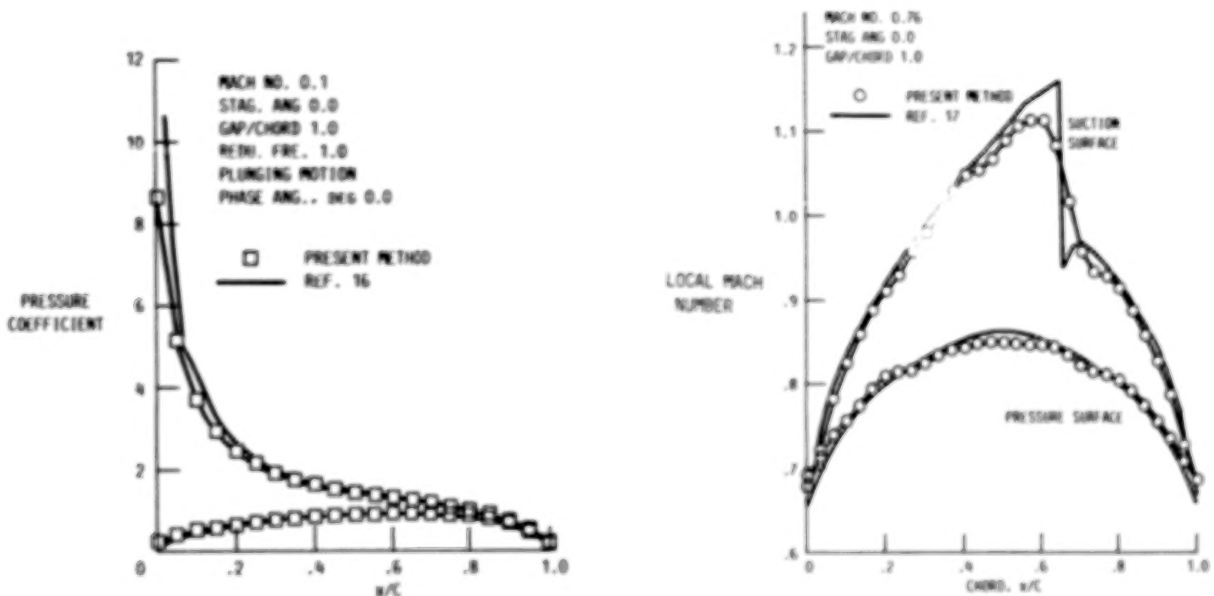 12
10
8
6
4
2
0
.2
.4
.6
.8
1.0
x/C
PRESSURE
COEFFICIENT
MACH NO. 0.1
STAG. ANG 0.0
GAP/CHORD 1.0
REDU. FRE. 1.0
PLUNGING MOTION
PHASE ANG., DEG 0.0
PRESENT METHOD
REF. 16
MACH NO. 0.76
STAG ANG 0.0
GAP/CHORD 1.0
PRESENT METHOD
REF. 17
SUCTION
SURFACE
PRESSURE SURFACE
LOCAL MACH
NUMBER
1.2
1.1
1.0
.9
.8
.7
.6
0
.2
.4
.6
.8
1.0
CHORD, x/C